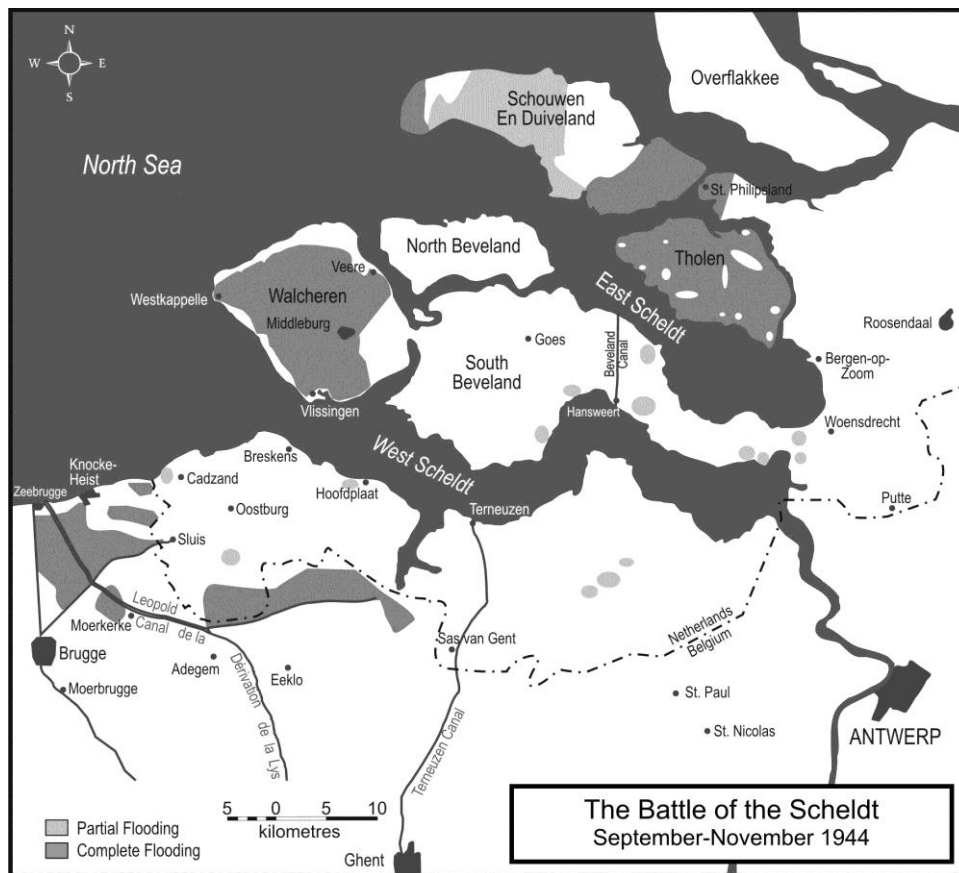 N
W
E
S
North Sea
Overflakkee
Schouwen
En Duiveland
St. Philipsland
North Beveland
Tholen
Veere
Walcheren
Westkappelle
Middleburg
East Scheldt
Roosendaal
Goes
Beveland
Canal
South
Beveland
Bergen-op-
Zoom
Vlissingen
Hansweert
Woensdrecht
West Scheldt
Breskens
Knocke-
Heist
Zeebrugge
Cadzand
Hoofdplaat
Putte
Oostburg
Terneuzen
Sluis
Leopold
Canal de la
Dérivation de la Lys
Moerkerke
Netherlands
Belgium
Sas van Gent
Brugge
Adegem
Eeklo
Moerbrugge
St. Paul
St. Nicolas
ANTWERP
Terneuzen Canal
5 0 5 10
kilometres
Partial Flooding
Complete Flooding
Ghent
The Battle of the Scheldt
September-November 1944